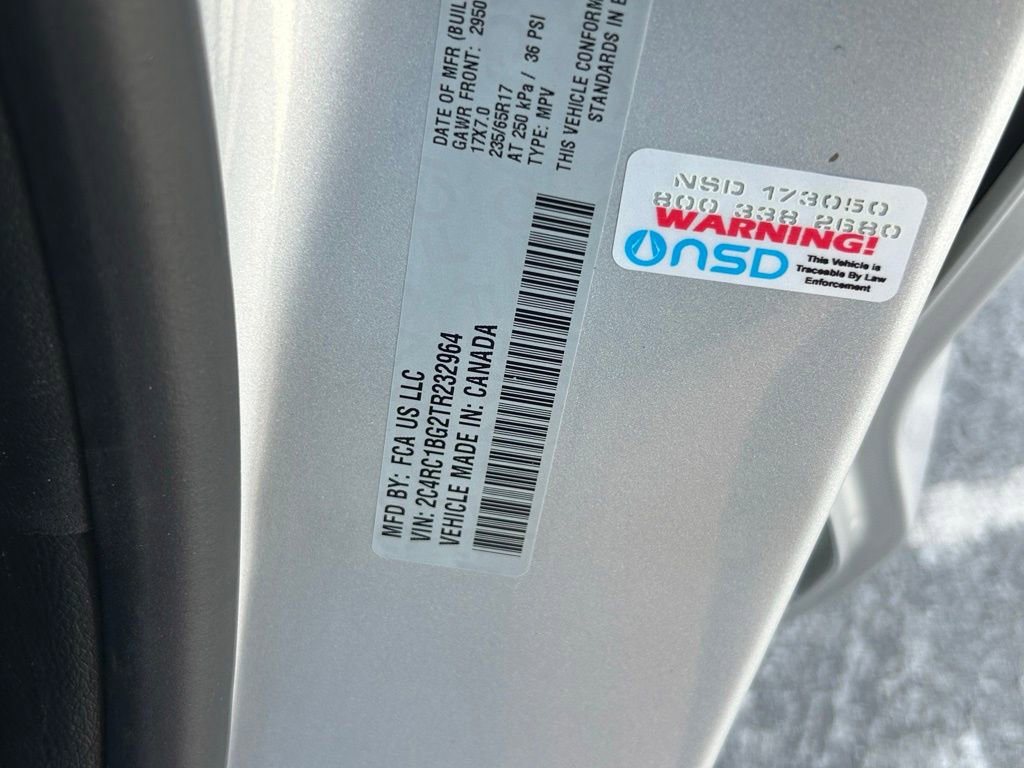 MFD BY: FCA US LLC
VIN: 2C4RC1BG2TR232964
VEHICLE MADE IN: CANADA
DATE OF MFR
GAWR FRONT: 2950
17X7.0
235/65R17
AT 250 kPa / 36 PSI
TYPE: MPV
THIS VEHICLE
STANDARDS IN
NSD 173050
800 338 2680
WARNING!
nSD
This Vehicle is
Traceable By Law
Enforcement